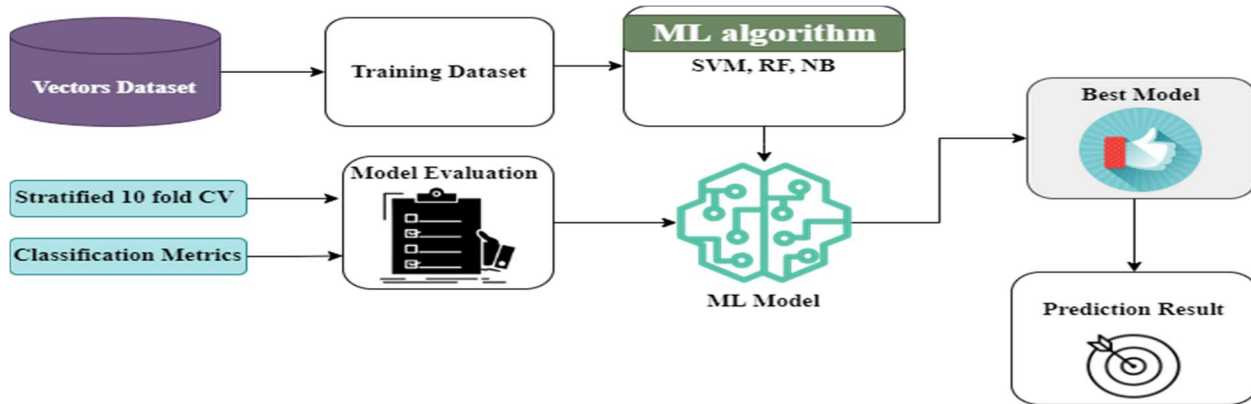 Vectors Dataset
Training Dataset
ML algorithm
SVM, RF, NB
Best Model
Model Evaluation
Stratified 10 fold CV
Classification Metrics
ML Model
Prediction Result